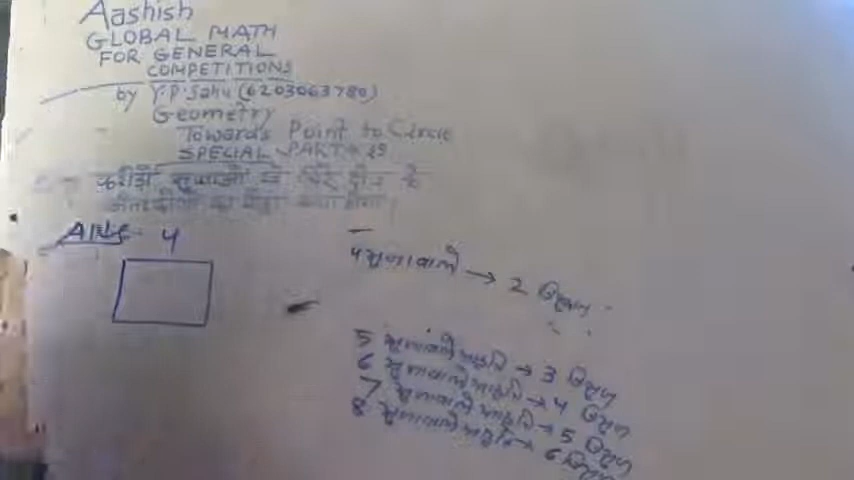 Aashish
GLOBAL MATH
FOR GENERAL
COMPETITIONS
by Y.P. Sahu (6203063780)
Geometry
Towards Point to Circle
SPECIAL PART
भुजाओं से घिरे क्षेत्र के
ANS- 4
4 भुजावाले → 2 त्रिभुज
5 भुजावाले आकृति → 3 त्रिभुज
6 भुजावाले आकृति → 4 त्रिभुज
7 भुजावाले आकृति → 5 त्रिभुज
8 भुजावाले आकृति → 6 त्रिभुज